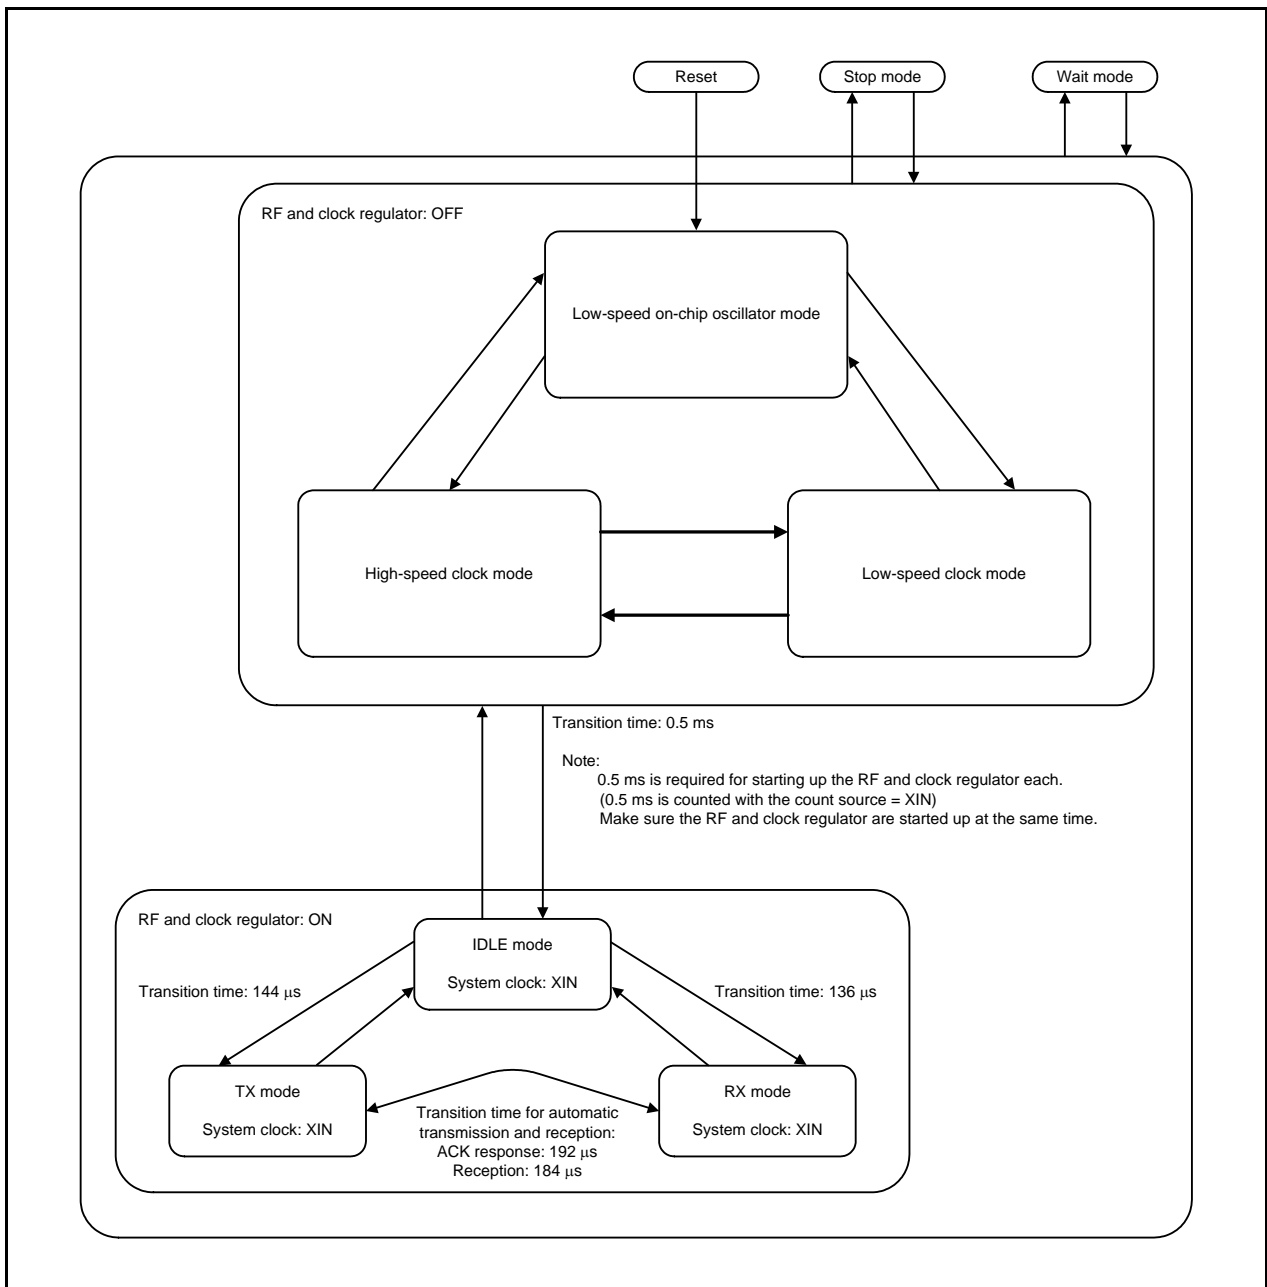 Reset
Stop mode
Wait mode
RF and clock regulator: OFF
Low-speed on-chip oscillator mode
High-speed clock mode
Low-speed clock mode
Transition time: 0.5 ms
Note:
0.5 ms is required for starting up the RF and clock regulator each.
(0.5 ms is counted with the count source = XIN)
Make sure the RF and clock regulator are started up at the same time.
RF and clock regulator: ON
IDLE mode
System clock: XIN
Transition time: 144 μs
Transition time: 136 μs
TX mode
System clock: XIN
RX mode
System clock: XIN
Transition time for automatic
transmission and reception:
ACK response: 192 μs
Reception: 184 μs